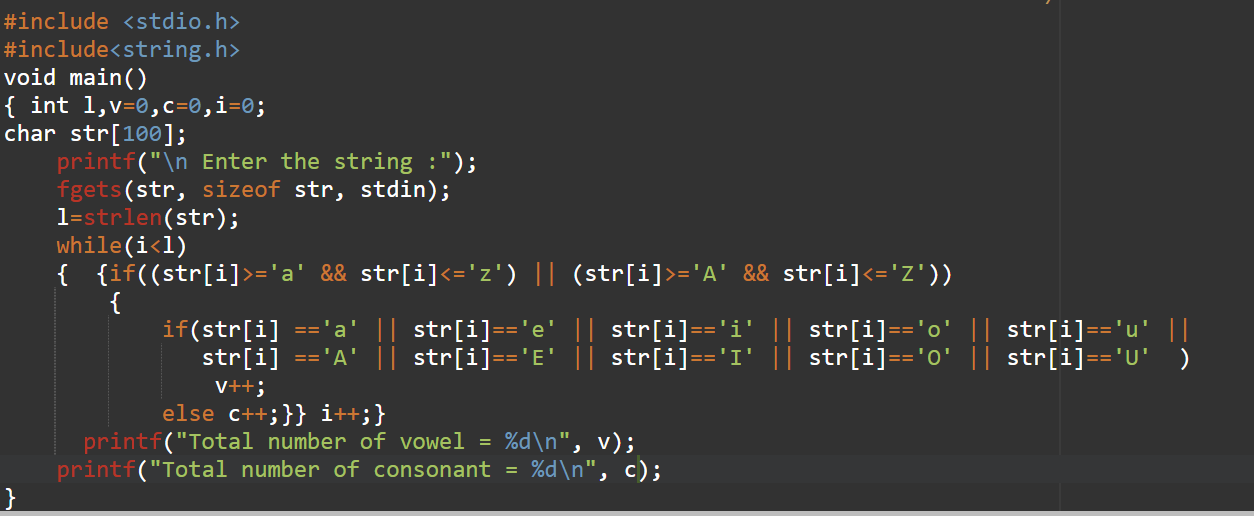 #include <stdio.h>
#include<string.h>
void main()
{ int l,v=0,c=0,i=0;
char str[100];
    printf("\n Enter the string :");
    fgets(str, sizeof str, stdin);
    l=strlen(str);
    while(i<l)
    {  {if((str[i]>='a' && str[i]<='z') || (str[i]>='A' && str[i]<='Z'))
        {
            if(str[i] =='a' || str[i]=='e' || str[i]=='i' || str[i]=='o' || str[i]=='u' ||
               str[i] =='A' || str[i]=='E' || str[i]=='I' || str[i]=='O' || str[i]=='U'  )
                v++;
            else c++;}} i++;}
      printf("Total number of vowel = %d\n", v);
    printf("Total number of consonant = %d\n", c);
}